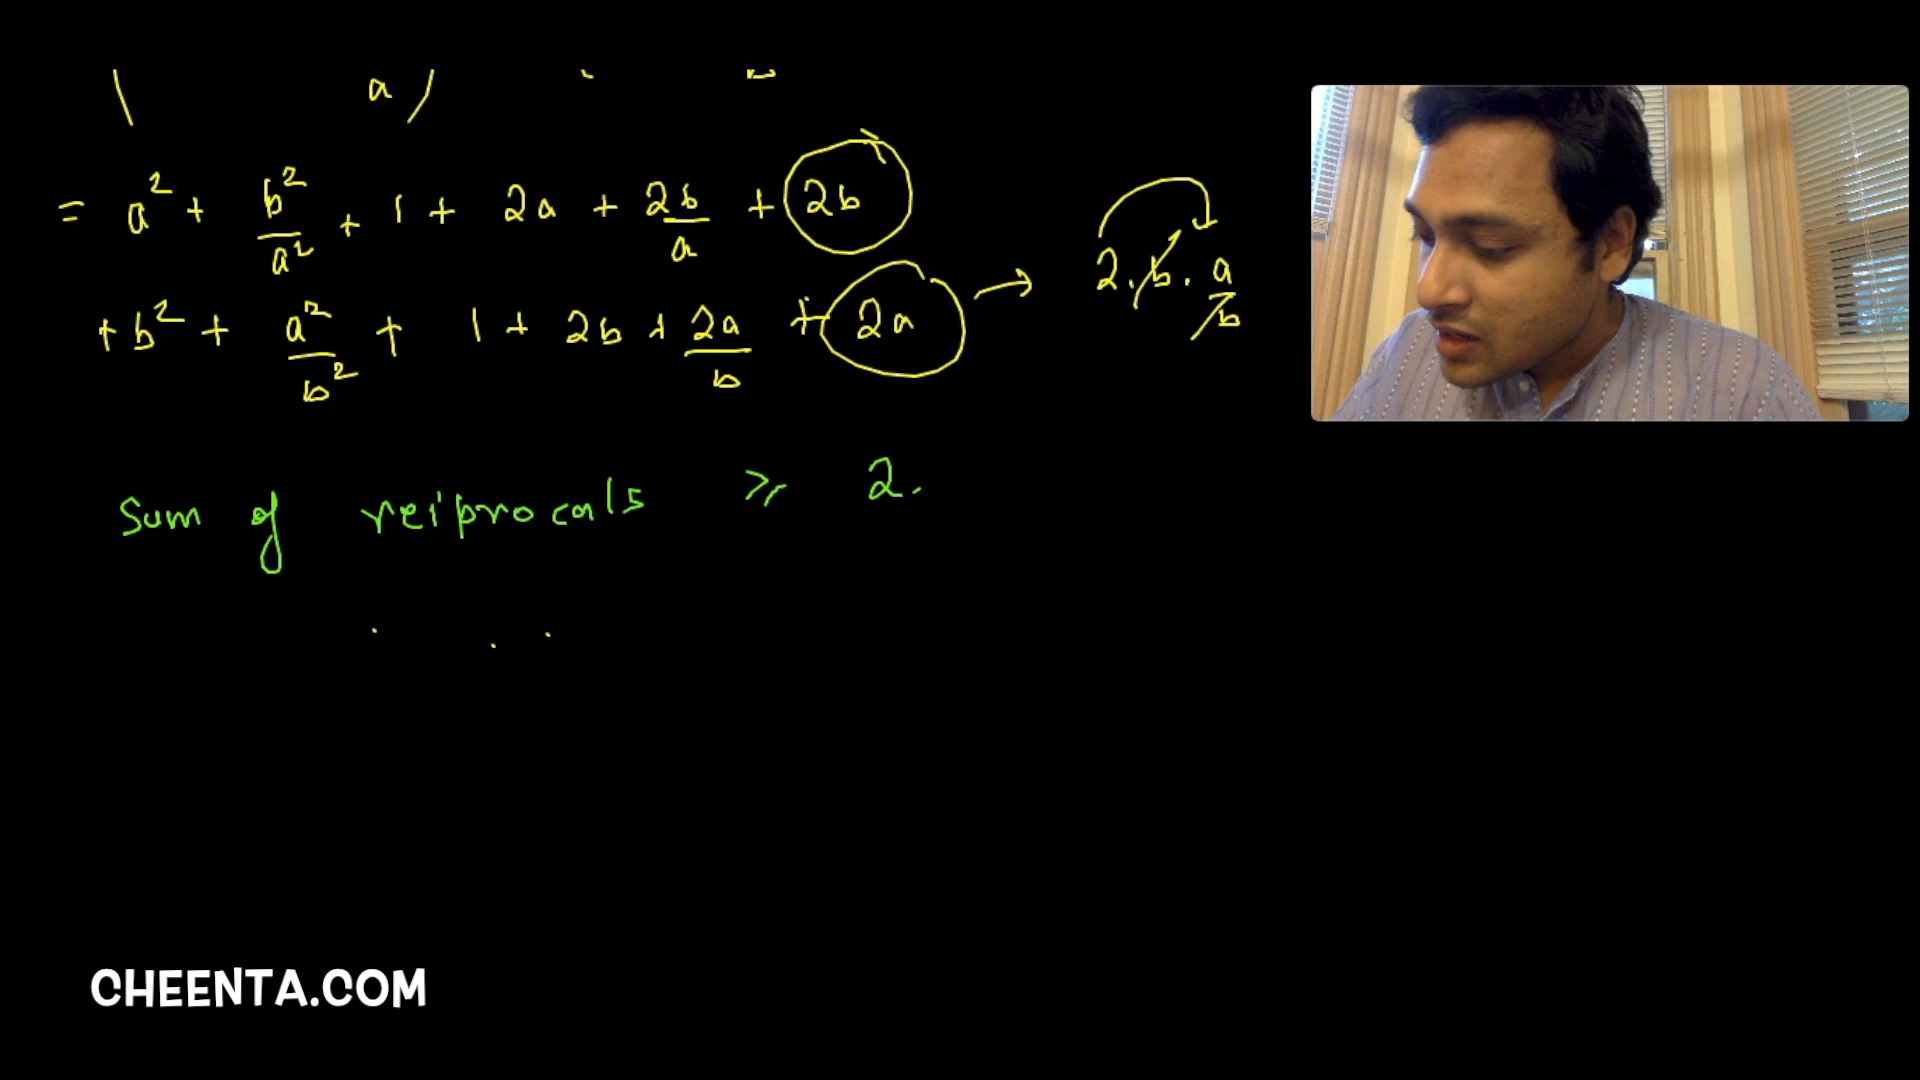 a )
= a² + b²/a² + 1 + 2a + 2b/a + 2b
+ b² + a²/b² + 1 + 2b + 2a/b + 2a → 2 . b . a/b
Sum of reiprocals ⩾ 2.
CHEENTA.COM